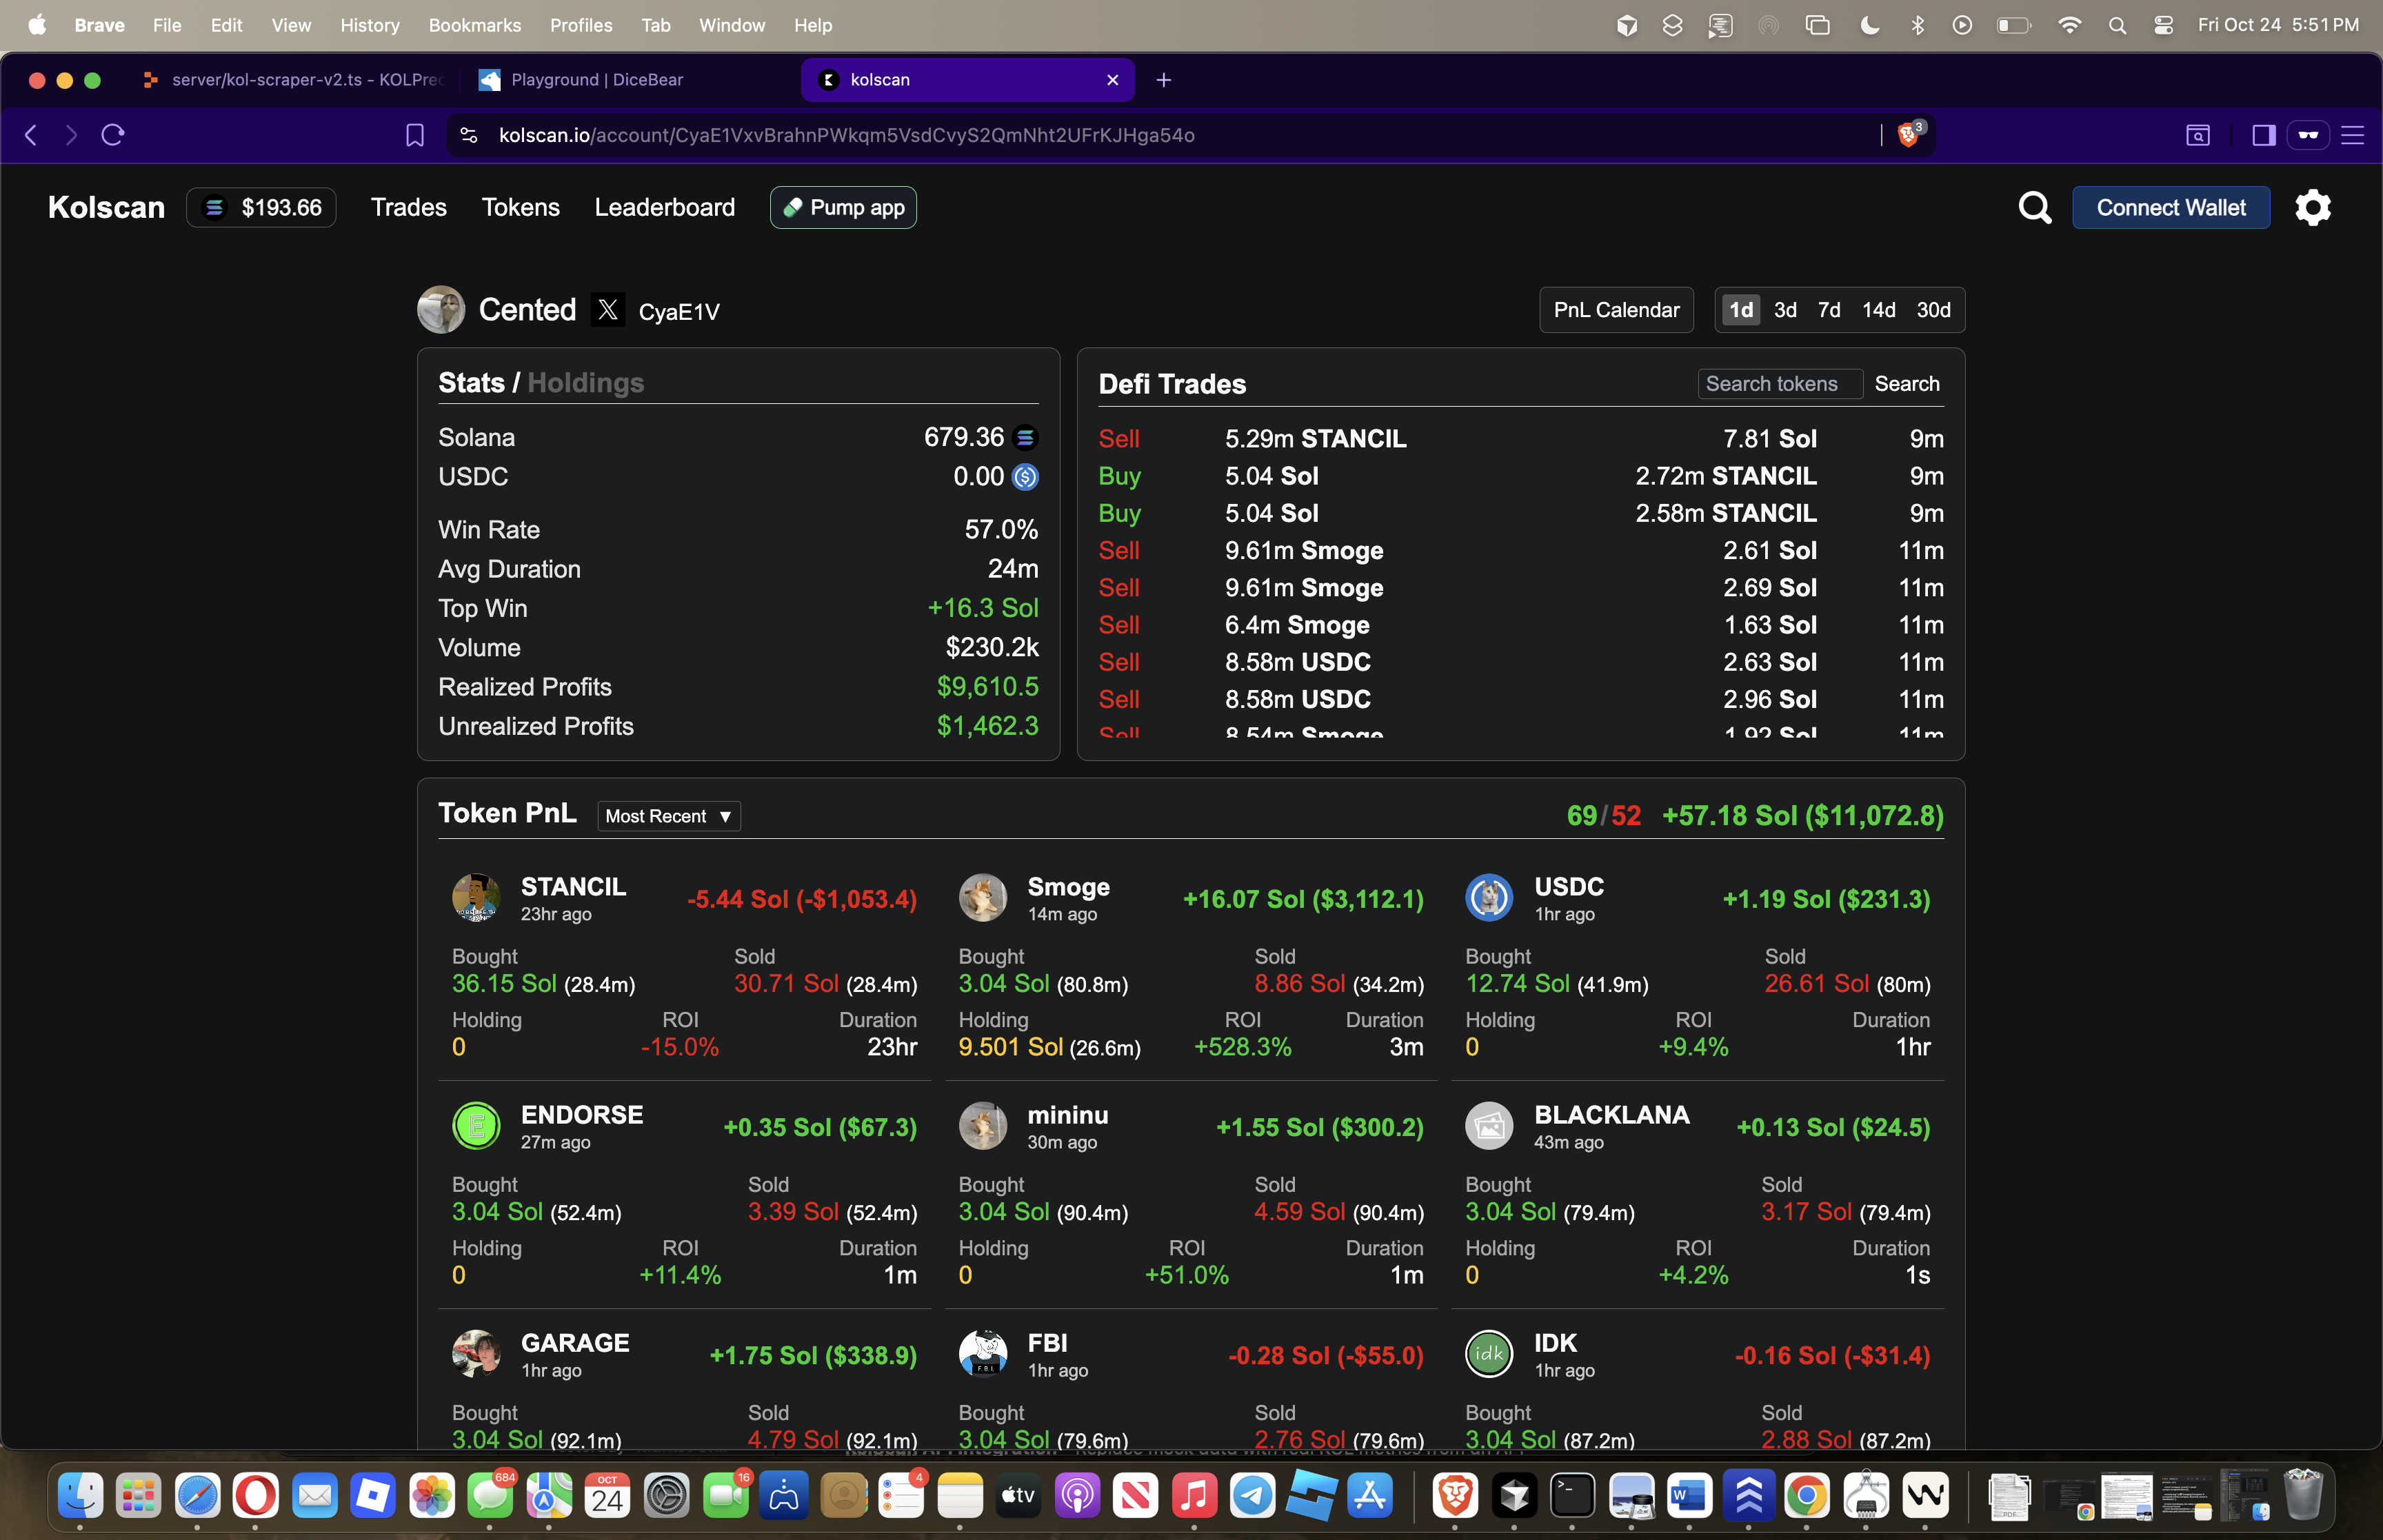 Brave File Edit View History Bookmarks Profiles Tab Window Help Fri Oct 24 5:51 PM
server/kol-scraper-v2.ts - KOLPred Playground | DiceBear kolscan
kolscan.io/account/CyaE1VxvBrahnPWkqm5VsdCvyS2QmNht2UFrKJHga54o 3
Kolscan $193.66 Trades Tokens Leaderboard Pump app Connect Wallet
Cented X CyaE1V PnL Calendar 1d 3d 7d 14d 30d
Stats / Holdings
Solana 679.36
USDC 0.00
Win Rate 57.0%
Avg Duration 24m
Top Win +16.3 Sol
Volume $230.2k
Realized Profits $9,610.5
Unrealized Profits $1,462.3
Defi Trades Search tokens Search
Sell 5.29m STANCIL 7.81 Sol 9m
Buy 5.04 Sol 2.72m STANCIL 9m
Buy 5.04 Sol 2.58m STANCIL 9m
Sell 9.61m Smoge 2.61 Sol 11m
Sell 9.61m Smoge 2.69 Sol 11m
Sell 6.4m Smoge 1.63 Sol 11m
Sell 8.58m USDC 2.63 Sol 11m
Sell 8.58m USDC 2.96 Sol 11m
Sell 8.54m Smoge 1.92 Sol 11m
Token PnL Most Recent ▼ 69/52 +57.18 Sol ($11,072.8)
STANCIL -5.44 Sol (-$1,053.4)
23hr ago
Bought Sold
36.15 Sol (28.4m) 30.71 Sol (28.4m)
Holding ROI Duration
0 -15.0% 23hr
Smoge +16.07 Sol ($3,112.1)
14m ago
Bought Sold
3.04 Sol (80.8m) 8.86 Sol (34.2m)
Holding ROI Duration
9.501 Sol (26.6m) +528.3% 3m
USDC +1.19 Sol ($231.3)
1hr ago
Bought Sold
12.74 Sol (41.9m) 26.61 Sol (80m)
Holding ROI Duration
0 +9.4% 1hr
ENDORSE +0.35 Sol ($67.3)
27m ago
Bought Sold
3.04 Sol (52.4m) 3.39 Sol (52.4m)
Holding ROI Duration
0 +11.4% 1m
mininu +1.55 Sol ($300.2)
30m ago
Bought Sold
3.04 Sol (90.4m) 4.59 Sol (90.4m)
Holding ROI Duration
0 +51.0% 1m
BLACKLANA +0.13 Sol ($24.5)
43m ago
Bought Sold
3.04 Sol (79.4m) 3.17 Sol (79.4m)
Holding ROI Duration
0 +4.2% 1s
GARAGE +1.75 Sol ($338.9)
1hr ago
Bought Sold
3.04 Sol (92.1m) 4.79 Sol (92.1m)
FBI -0.28 Sol (-$55.0)
1hr ago
Bought Sold
3.04 Sol (79.6m) 2.76 Sol (79.6m)
idk IDK -0.16 Sol (-$31.4)
1hr ago
Bought Sold
3.04 Sol (87.2m) 2.88 Sol (87.2m)
684 OCT 24 16 4 tv W